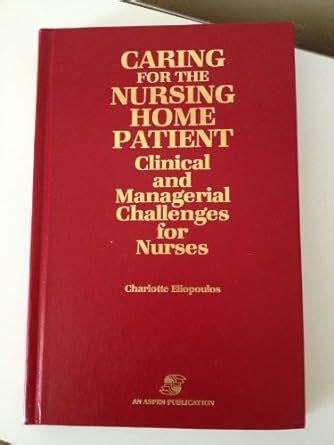 CARING
FOR THE
NURSING
HOME
PATIENT
Clinical
and
Managerial
Challenges
for
Nurses
Charlotte Eliopoulos
AN ASPEN PUBLICATION